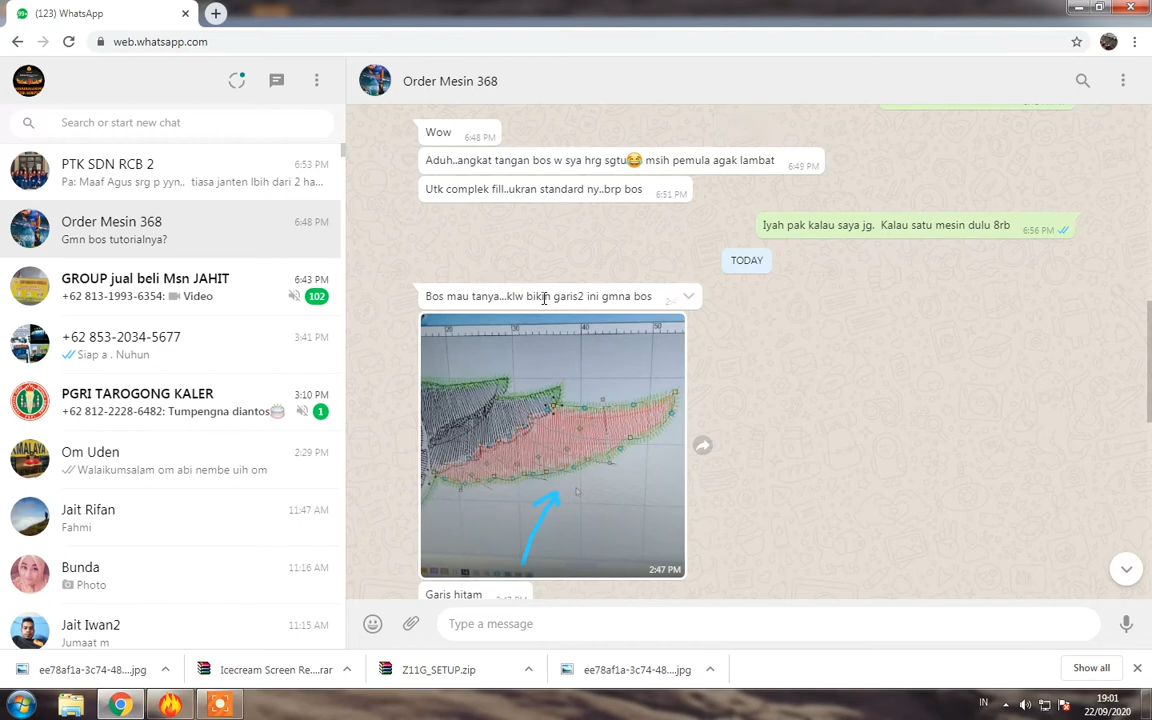 (123) WhatsApp
web.whatsapp.com
Search or start new chat
PTK SDN RCB 2
6:53 PM
Pa: Maaf Agus srg p yyn,. tiasa janten lbih dari 2 ha...
Order Mesin 368
6:48 PM
Gmn bos tutorialnya?
GROUP jual beli Msn JAHIT
6:43 PM
+62 813-1993-6354: Video
102
+62 853-2034-5677
3:41 PM
Siap a . Nuhun
PGRI TAROGONG KALER
3:10 PM
+62 812-2228-6482: Tumpengna diantos
1
Om Uden
2:29 PM
Walaikumsalam om abi nembe uih om
Jait Rifan
11:47 AM
Fahmi
Bunda
11:16 AM
Photo
Jait Iwan2
11:15 AM
Jumaat m
Order Mesin 368
Wow
6:48 PM
Aduh..angkat tangan bos w sya hrg sgtu😂 msih pemula agak lambat
6:49 PM
Utk complek fill..ukran standard ny..brp bos
6:51 PM
Iyah pak kalau saya jg. Kalau satu mesin dulu 8rb
6:56 PM
TODAY
Bos mau tanya...klw bikin garis2 ini gmna bos
20 30 40 50
2:47 PM
Garis hitam
Type a message
ee78af1a-3c74-48....jpg
Icecream Screen Re....rar
Z11G_SETUP.zip
ee78af1a-3c74-48....jpg
Show all
IN
19:01
22/09/2020